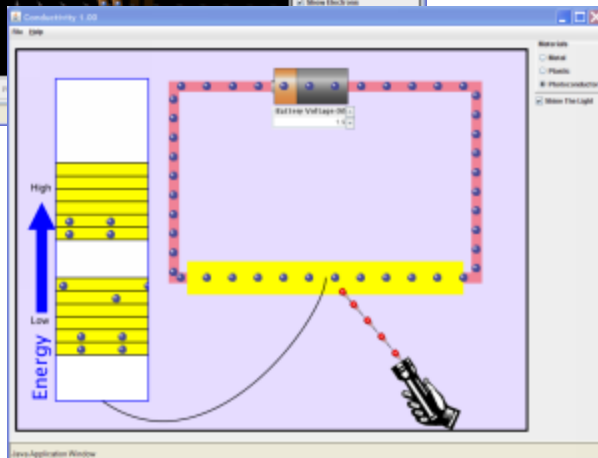 Show Electrons
Conductivity 1.00
File Help
Materials
Metal
Plastic
Photoconductor
Shine The Light
Battery Voltage
High
Low
Energy
Java Application Window